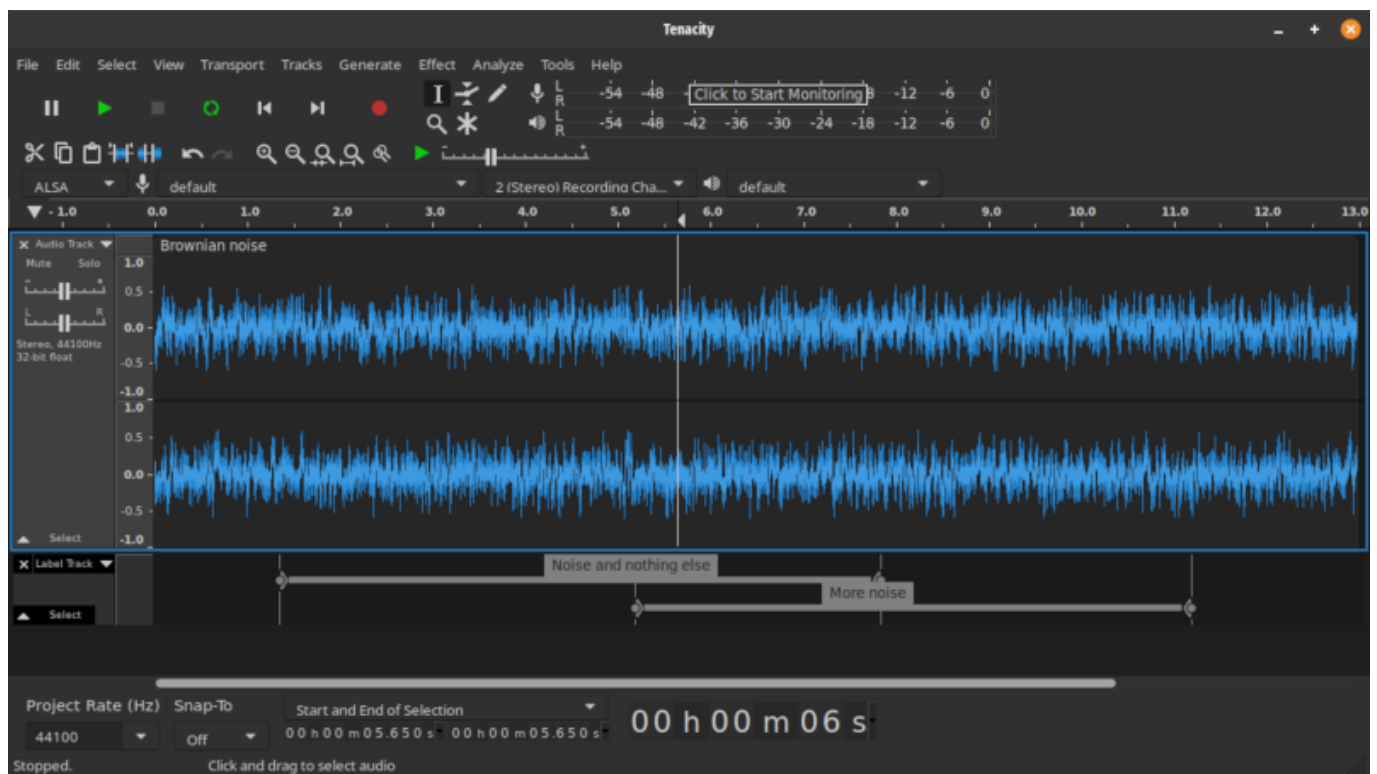 Tenacity
File Edit Select View Transport Tracks Generate Effect Analyze Tools Help
L
R
-54 -48 Click to Start Monitoring -12 -6 0
L
R
-54 -48 -42 -36 -30 -24 -18 -12 -6 0
ALSA default 2 (Stereo) Recording Cha... default
- 1.0 0.0 1.0 2.0 3.0 4.0 5.0 6.0 7.0 8.0 9.0 10.0 11.0 12.0 13.0
Audio Track Brownian noise
Mute Solo 1.0
0.5
L R 0.0
Stereo, 44100Hz
32-bit float -0.5
-1.0
1.0
0.5
0.0
-0.5
Select -1.0
Label Track Noise and nothing else
More noise
Select
Project Rate (Hz) Snap-To Start and End of Selection 00 h 00 m 06 s
44100 Off 00 h 00 m 05.650 s 00 h 00 m 05.650 s
Stopped. Click and drag to select audio